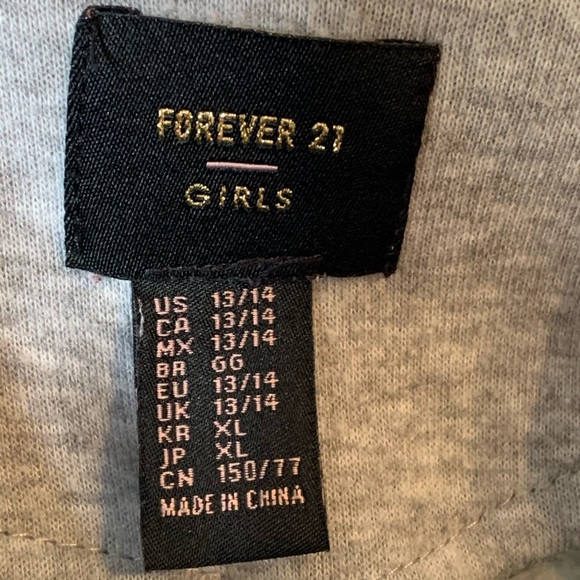 FOREVER 21
GIRLS
US 13/14
CA 13/14
MX 13/14
BR GG
EU 13/14
UK 13/14
KR XL
JP XL
CN 150/77
MADE IN CHINA